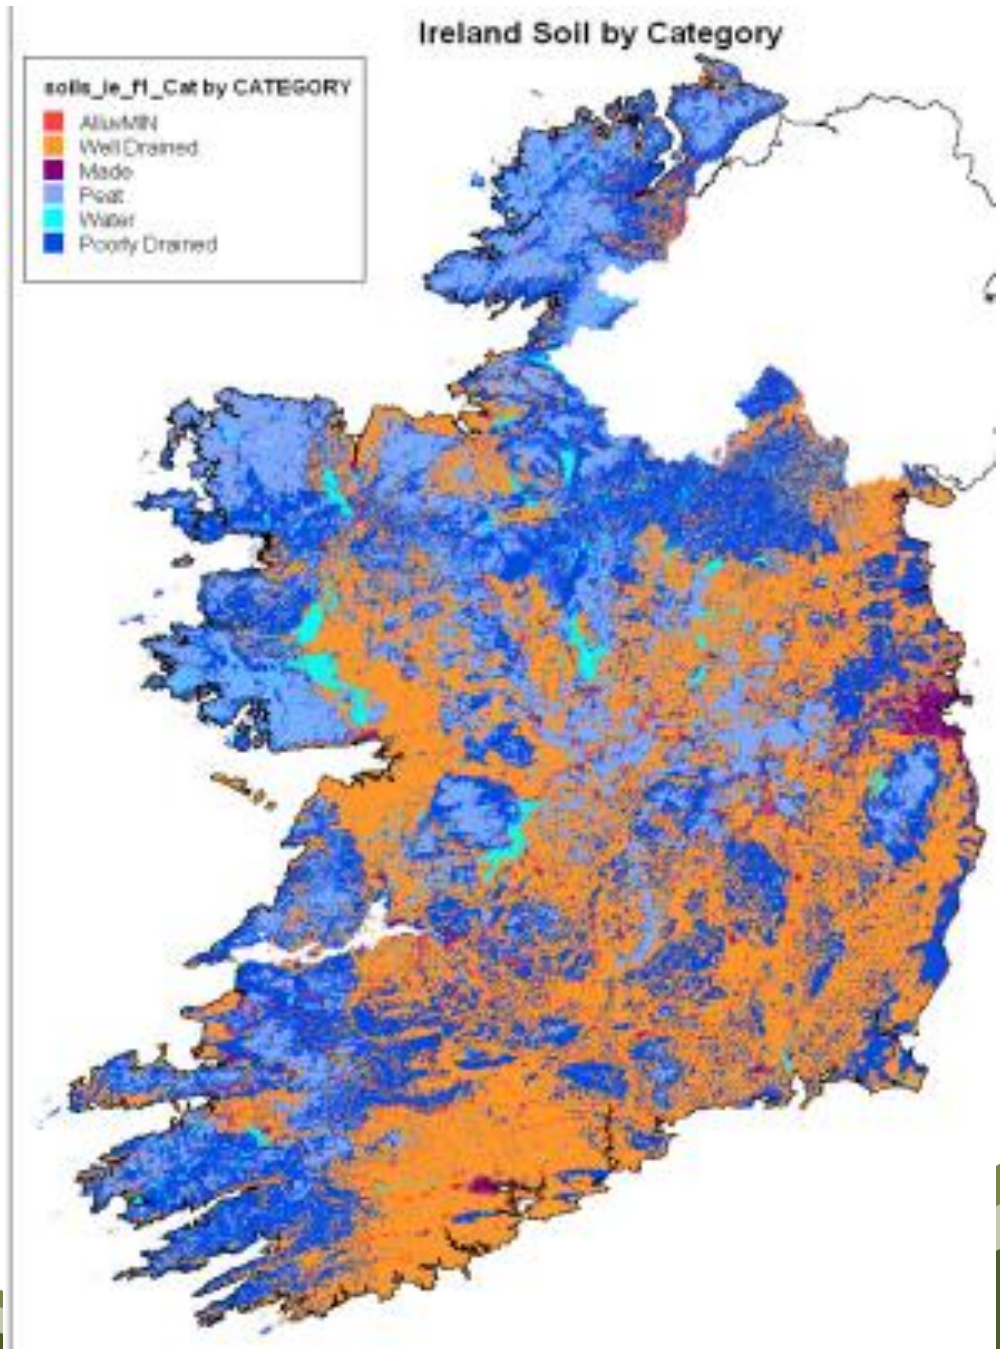 Ireland Soil by Category
soils_ie_f1_Cat by CATEGORY
AlluvMIN
Well Drained
Made
Peat
Water
Poorly Drained